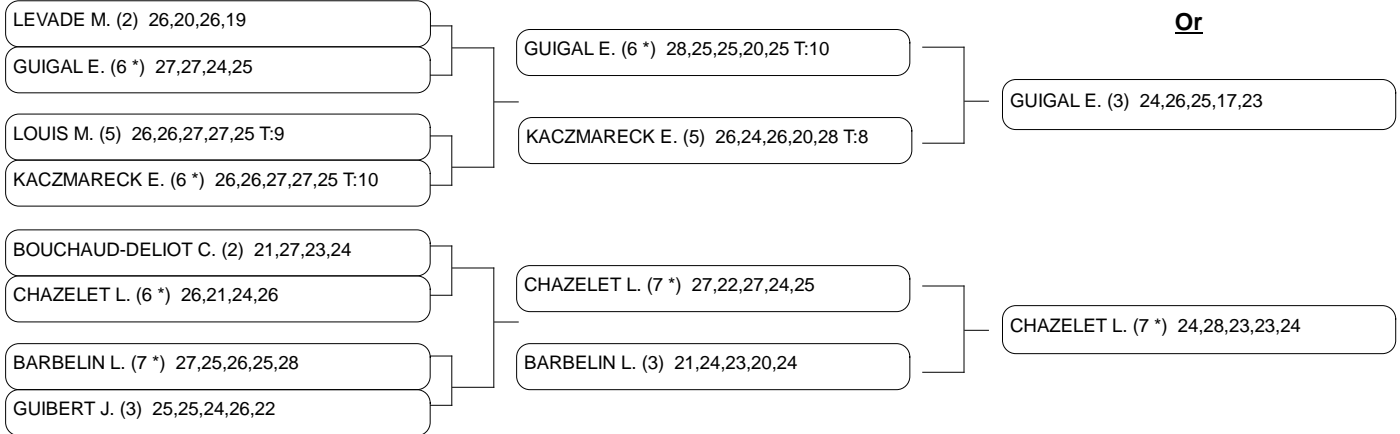 LEVADE M. (2) 26,20,26,19
GUIGAL E. (6 *) 27,27,24,25
LOUIS M. (5) 26,26,27,27,25 T:9
KACZMARECK E. (6 *) 26,26,27,27,25 T:10
BOUCHAUD-DELIOT C. (2) 21,27,23,24
CHAZELET L. (6 *) 26,21,24,26
BARBELIN L. (7 *) 27,25,26,25,28
GUIBERT J. (3) 25,25,24,26,22
GUIGAL E. (6 *) 28,25,25,20,25 T:10
KACZMARECK E. (5) 26,24,26,20,28 T:8
CHAZELET L. (7 *) 27,22,27,24,25
BARBELIN L. (3) 21,24,23,20,24
Or
GUIGAL E. (3) 24,26,25,17,23
CHAZELET L. (7 *) 24,28,23,23,24